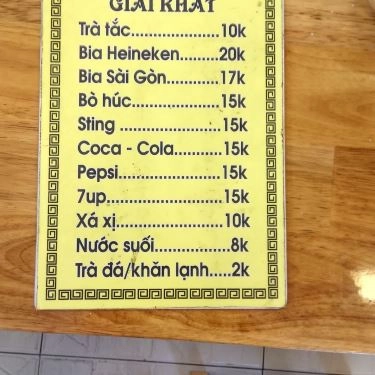 GIẢI KHÁT
Trà tắc......................10k
Bia Heineken..........20k
Bia Sài Gòn.............17k
Bò húc.....................15k
Sting ........................15k
Coca - Cola...........15k
Pepsi........................15k
7up...........................15k
Xá xị.........................10k
Nước suối..................8k
Trà đá/khăn lạnh.....2k